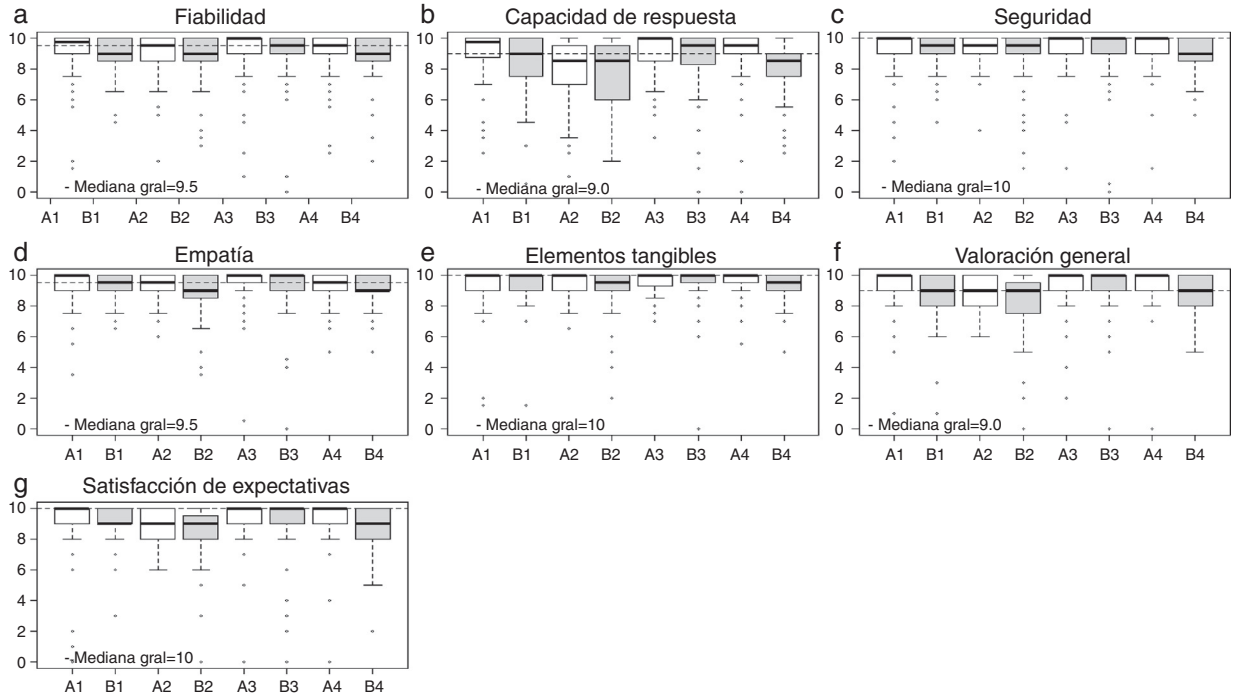 a Fiabilidad
10
8
6
4
2
0
- Mediana gral=9.5
A1 B1 A2 B2 A3 B3 A4 B4
b Capacidad de respuesta
10
8
6
4
2
0
- Mediana gral=9.0
A1 B1 A2 B2 A3 B3 A4 B4
c Seguridad
10
8
6
4
2
0
- Mediana gral=10
A1 B1 A2 B2 A3 B3 A4 B4
d Empatía
10
8
6
4
2
0
- Mediana gral=9.5
A1 B1 A2 B2 A3 B3 A4 B4
e Elementos tangibles
10
8
6
4
2
0
- Mediana gral=10
A1 B1 A2 B2 A3 B3 A4 B4
f Valoración general
10
8
6
4
2
0
- Mediana gral=9.0
A1 B1 A2 B2 A3 B3 A4 B4
g Satisfacción de expectativas
10
8
6
4
2
0
- Mediana gral=10
A1 B1 A2 B2 A3 B3 A4 B4